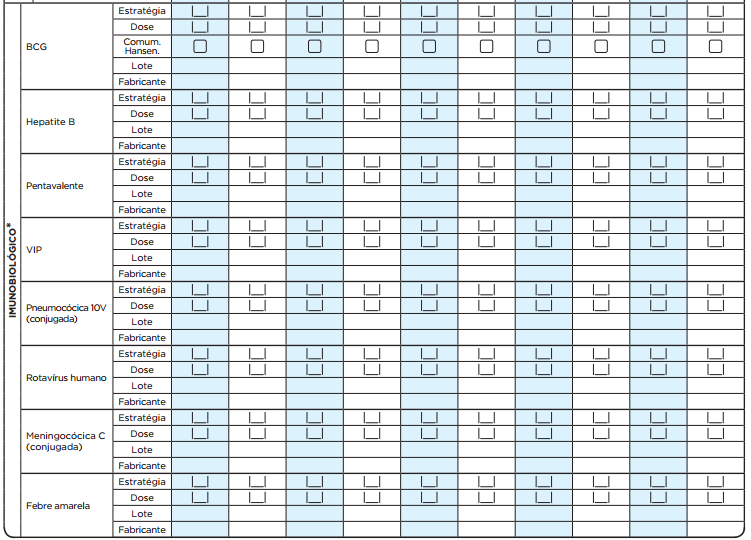 IMUNOBIOLÓGICO*
BCG
Estratégia
Dose
Comum.
Hansen.
Lote
Fabricante
Hepatite B
Estratégia
Dose
Lote
Fabricante
Pentavalente
Estratégia
Dose
Lote
Fabricante
VIP
Estratégia
Dose
Lote
Fabricante
Pneumocócica 10V
(conjugada)
Estratégia
Dose
Lote
Fabricante
Rotavírus humano
Estratégia
Dose
Lote
Fabricante
Meningocócica C
(conjugada)
Estratégia
Dose
Lote
Fabricante
Febre amarela
Estratégia
Dose
Lote
Fabricante